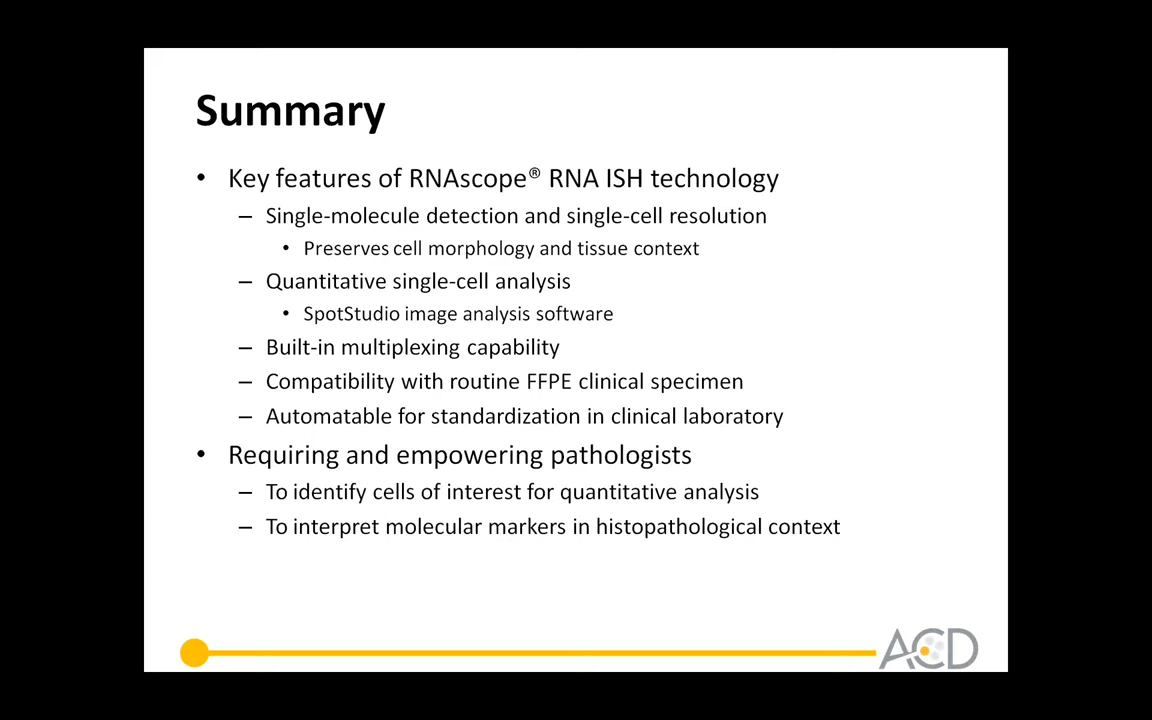 Summary
• Key features of RNAscope® RNA ISH technology
– Single-molecule detection and single-cell resolution
• Preserves cell morphology and tissue context
– Quantitative single-cell analysis
• SpotStudio image analysis software
– Built-in multiplexing capability
– Compatibility with routine FFPE clinical specimen
– Automatable for standardization in clinical laboratory
• Requiring and empowering pathologists
– To identify cells of interest for quantitative analysis
– To interpret molecular markers in histopathological context
ACD